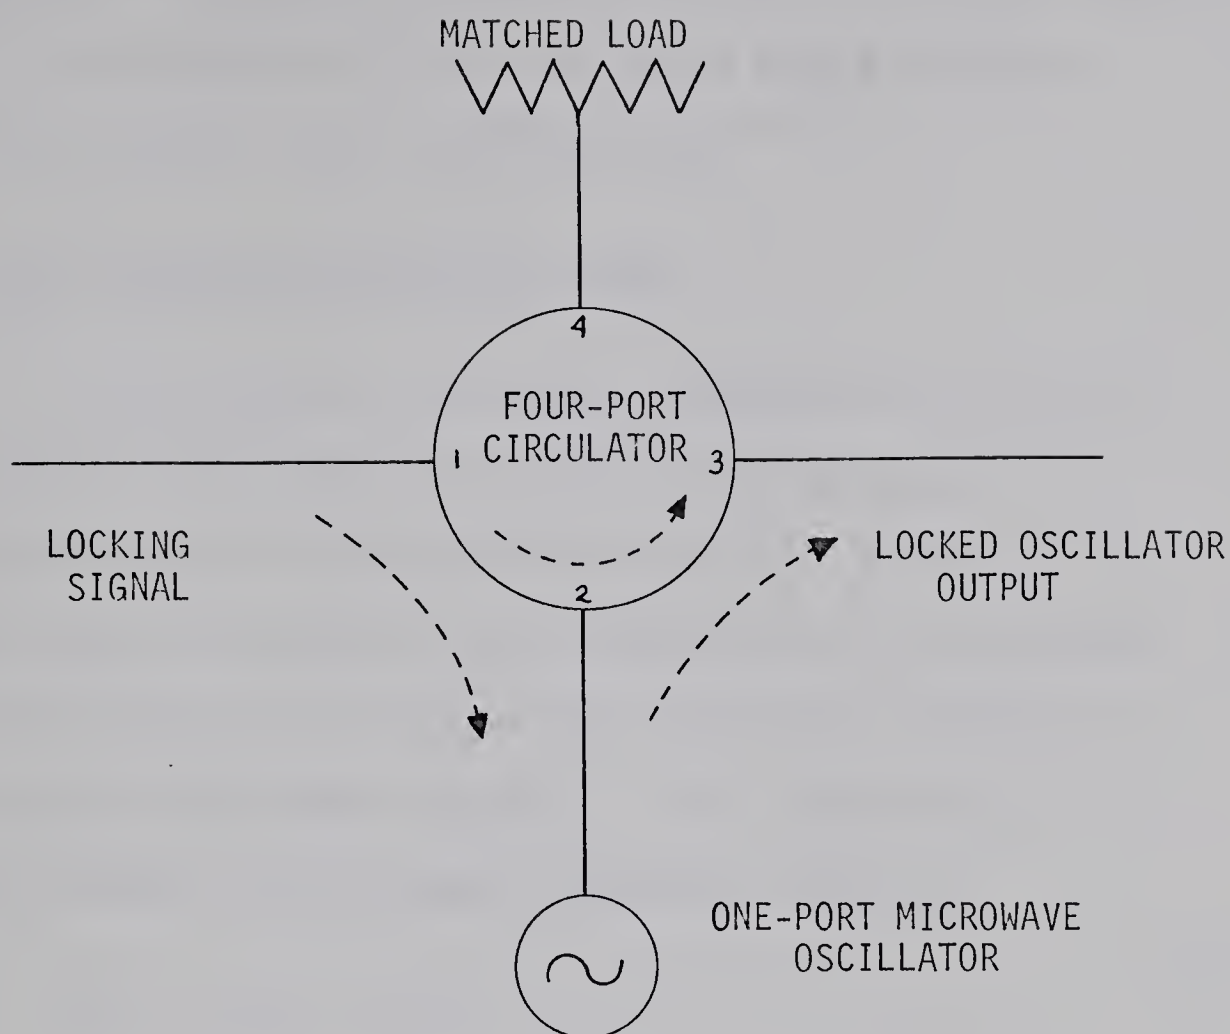 MATCHED LOAD
4
FOUR-PORT
1 CIRCULATOR 3
LOCKING
SIGNAL
LOCKED OSCILLATOR
OUTPUT
2
ONE-PORT MICROWAVE
OSCILLATOR